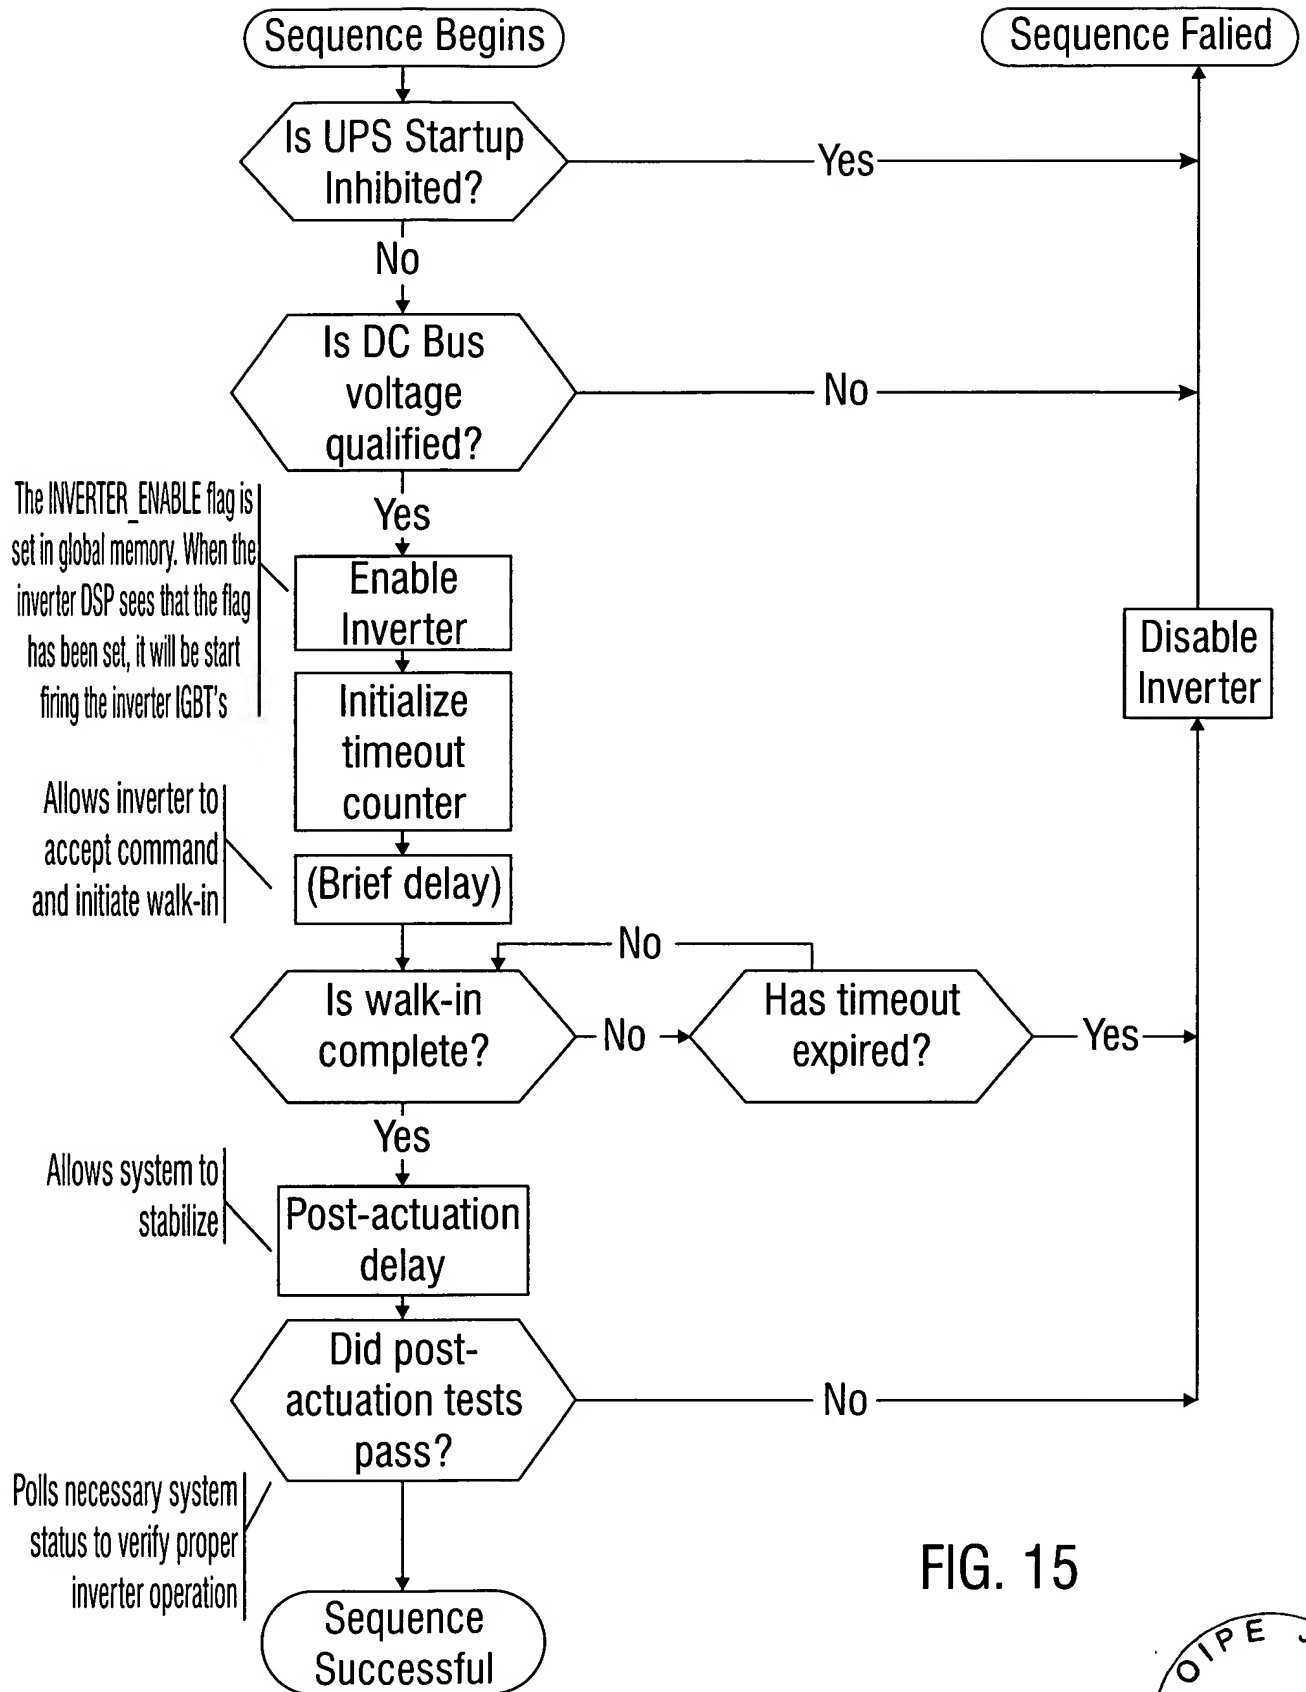 Sequence Begins
Sequence Falied
Is UPS Startup
Inhibited?
Yes
No
Is DC Bus
voltage
qualified?
No
Yes
The INVERTER_ENABLE flag is
set in global memory. When the
inverter DSP sees that the flag
has been set, it will be start
firing the inverter IGBT's
Enable
Inverter
Disable
Inverter
Initialize
timeout
counter
Allows inverter to
accept command
and initiate walk-in
(Brief delay)
No
Is walk-in
complete?
No
Has timeout
expired?
Yes
Yes
Allows system to
stabilize
Post-actuation
delay
Did post-
actuation tests
pass?
No
Polls necessary system
status to verify proper
inverter operation
Sequence
Successful
FIG. 15
OIPE